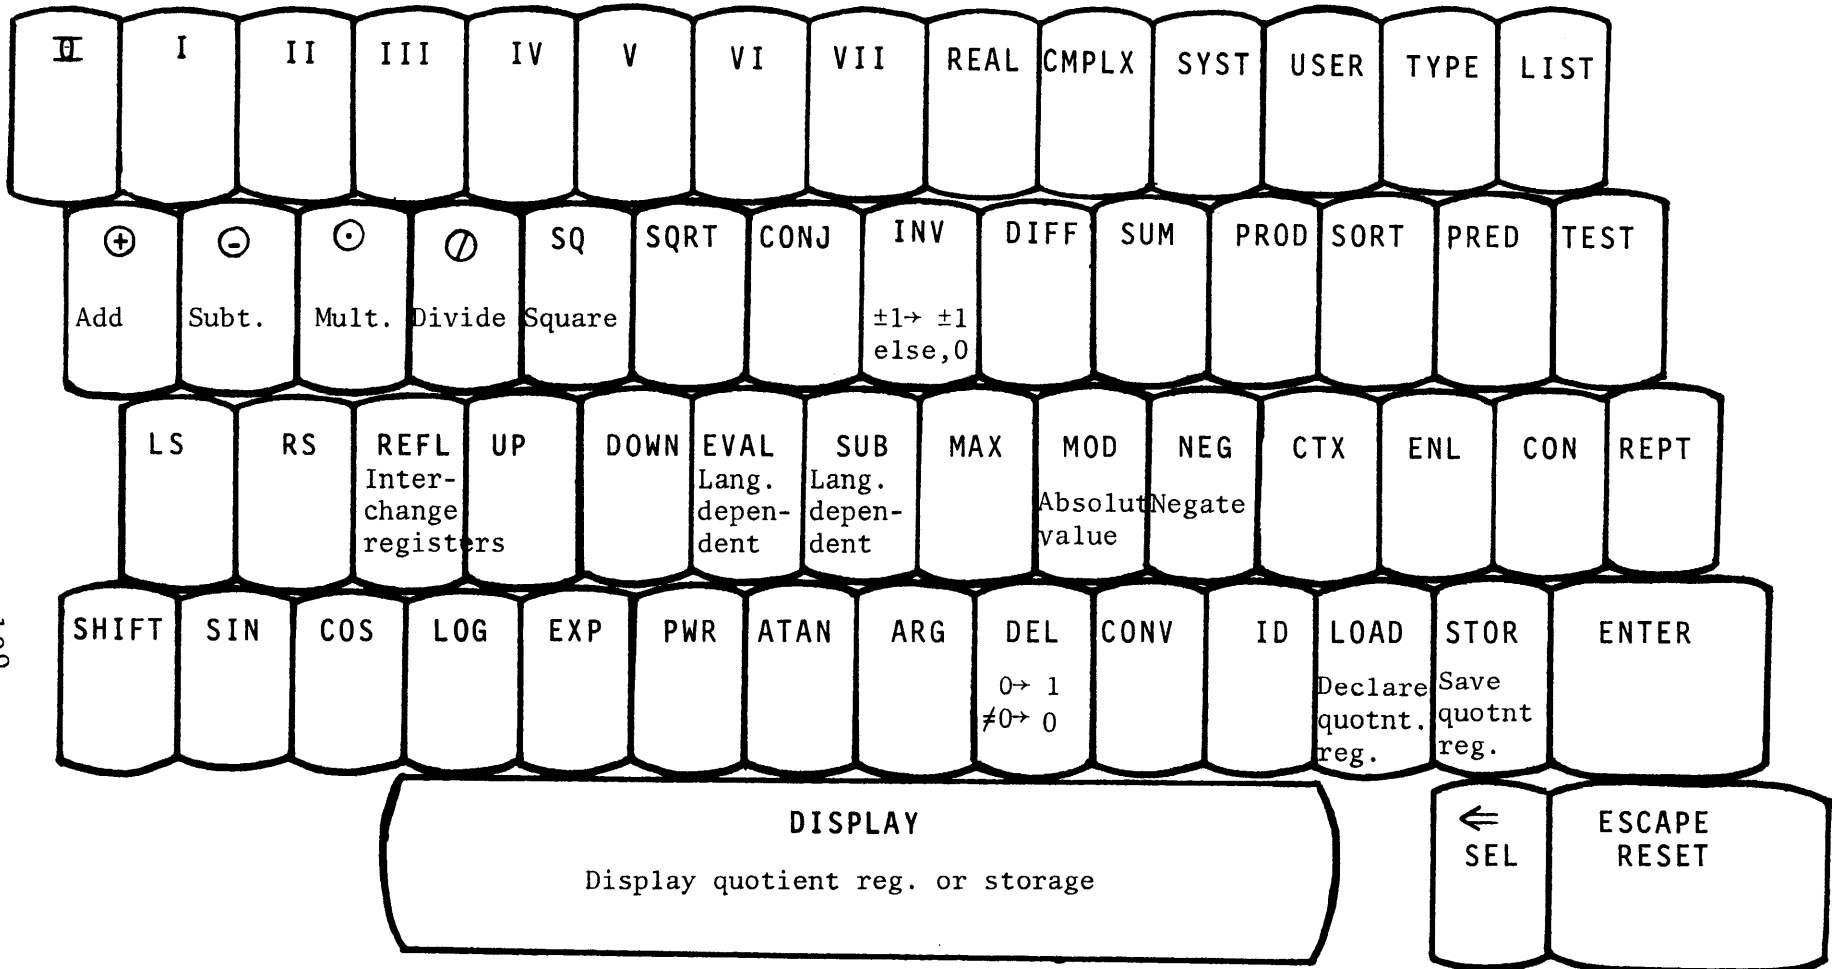 I II III IV V VI VII REAL CMPLX SYST USER TYPE LIST
⊕ ⊖ ⊙ ⊘ SQ SQRT CONJ INV DIFF SUM PROD SORT PRED TEST
Add Subt. Mult. Divide Square ±1→ ±1
else,0
LS RS REFL UP DOWN EVAL SUB MAX MOD NEG CTX ENL CON REPT
Inter- Lang. Lang.
change depen- depen- Absolut Negate
registers dent dent value
SHIFT SIN COS LOG EXP PWR ATAN ARG DEL CONV ID LOAD STOR ENTER
0→ 1 Declare Save
≠0→ 0 quotnt. quotnt
reg. reg.
DISPLAY ⇐ ESCAPE
SEL RESET
Display quotient reg. or storage